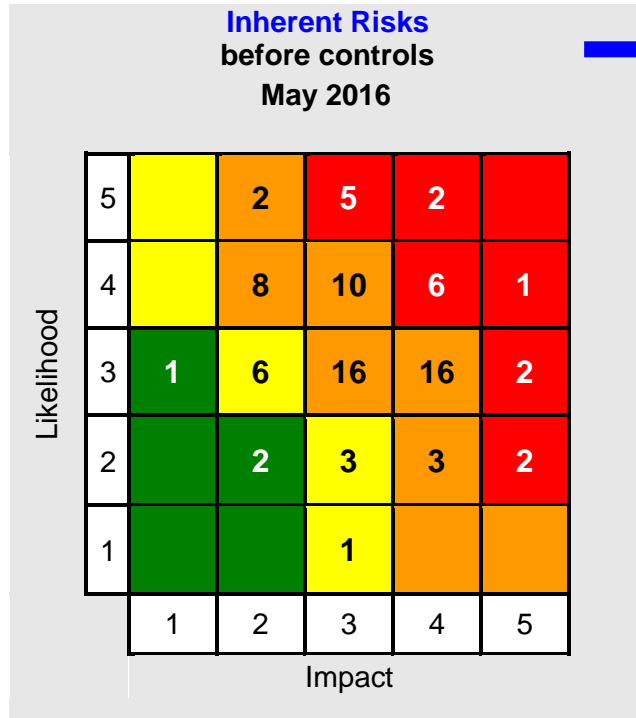 Inherent Risks
before controls
May 2016
5 2 5 2
4 8 10 6 1
Likelihood
3 1 6 16 16 2
2 2 3 3 2
1 1
1 2 3 4 5
Impact